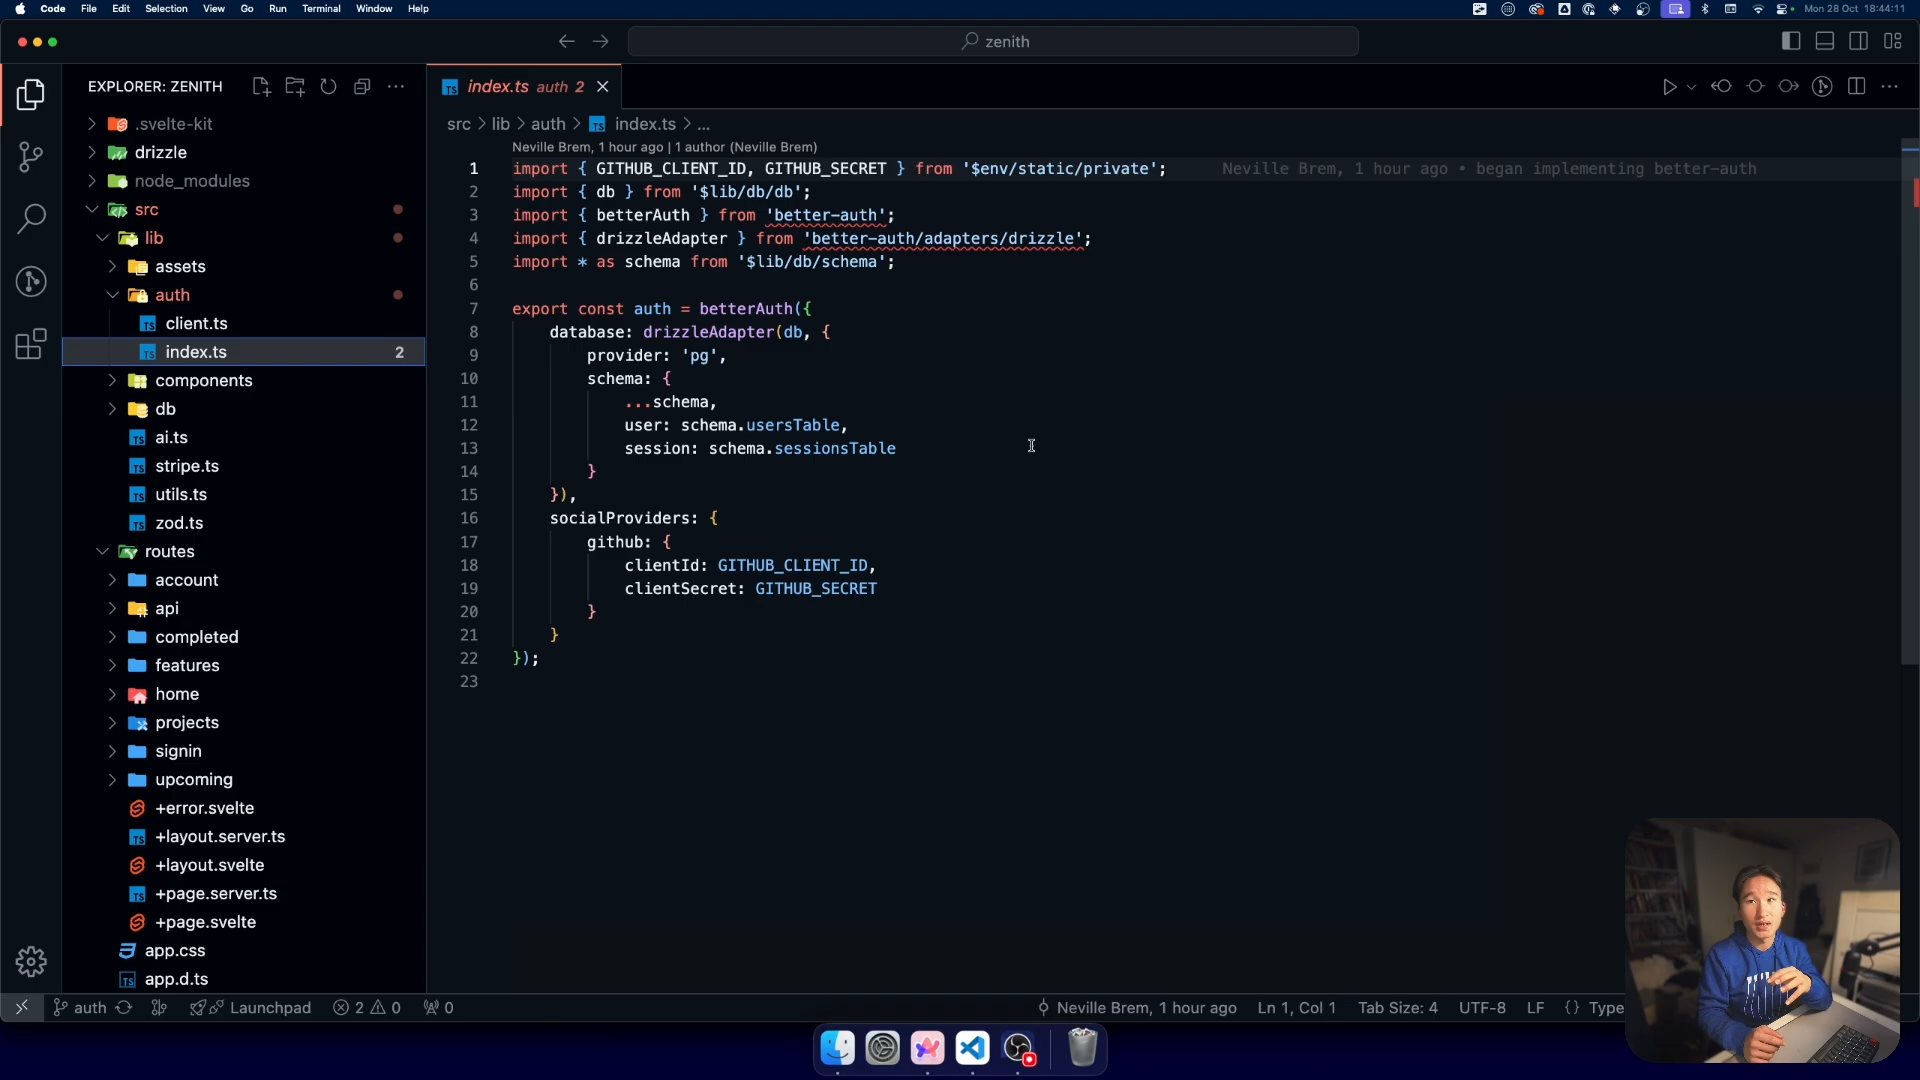 Code File Edit Selection View Go Run Terminal Window Help Mon 28 Oct 18:44:11
zenith
EXPLORER: ZENITH
.svelte-kit
drizzle
node_modules
src
lib
assets
auth
client.ts
index.ts 2
components
db
ai.ts
stripe.ts
utils.ts
zod.ts
routes
account
api
completed
features
home
projects
signin
upcoming
+error.svelte
+layout.server.ts
+layout.svelte
+page.server.ts
+page.svelte
app.css
app.d.ts
index.ts auth 2
src > lib > auth > index.ts > ...
Neville Brem, 1 hour ago | 1 author (Neville Brem)
1 import { GITHUB_CLIENT_ID, GITHUB_SECRET } from '$env/static/private'; Neville Brem, 1 hour ago • began implementing better-auth
2 import { db } from '$lib/db/db';
3 import { betterAuth } from 'better-auth';
4 import { drizzleAdapter } from 'better-auth/adapters/drizzle';
5 import * as schema from '$lib/db/schema';
6
7 export const auth = betterAuth({
8 database: drizzleAdapter(db, {
9 provider: 'pg',
10 schema: {
11 ...schema,
12 user: schema.usersTable,
13 session: schema.sessionsTable
14 }
15 }),
16 socialProviders: {
17 github: {
18 clientId: GITHUB_CLIENT_ID,
19 clientSecret: GITHUB_SECRET
20 }
21 }
22 });
23
auth Launchpad 2 0 0 Neville Brem, 1 hour ago Ln 1, Col 1 Tab Size: 4 UTF-8 LF {} Type